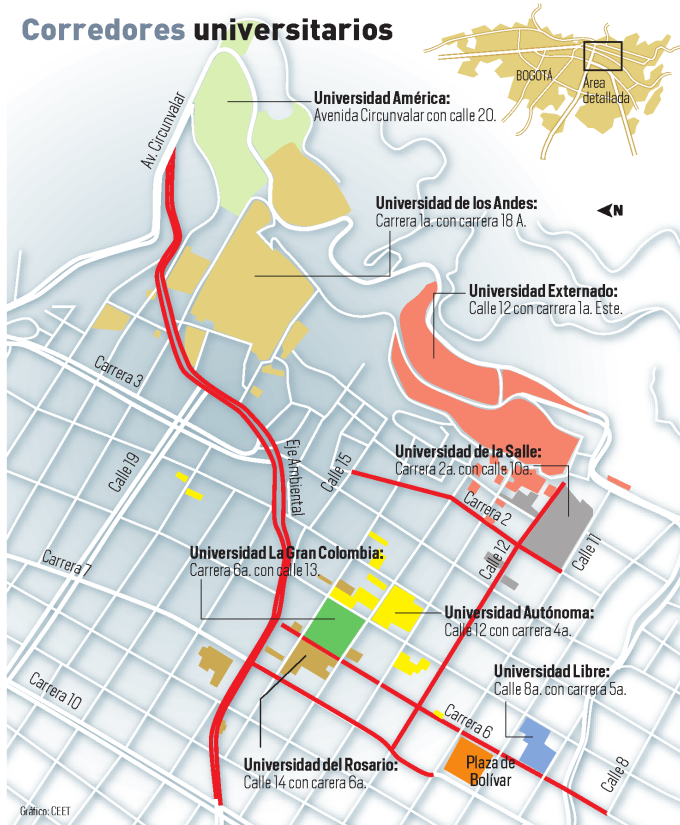 Corredores universitarios
BOGOTÁ
Área
detallada
Av. Circunvalar
Universidad América:
Avenida Circunvalar con calle 20.
Universidad de los Andes:
Carrera 1a. con carrera 18 A.
N
Universidad Externado:
Calle 12 con carrera 1a. Este.
Carrera 3
Calle 19
Eje Ambiental
Calle 15
Universidad de la Salle:
Carrera 2a. con calle 10a.
Carrera 2
Calle 12
Calle 11
Carrera 7
Universidad La Gran Colombia:
Carrera 6a. con calle 13.
Universidad Autónoma:
Calle 12 con carrera 4a.
Universidad Libre:
Calle 8a. con carrera 5a.
Carrera 10
Carrera 6
Universidad del Rosario:
Calle 14 con carera 6a.
Plaza de
Bolívar
Calle 8
Gráfico: CEET